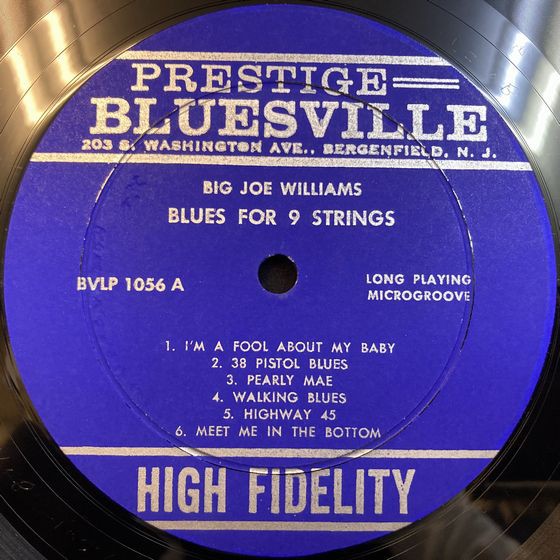 PRESTIGE
BLUESVILLE
203 S. WASHINGTON AVE., BERGENFIELD, N. J.
BIG JOE WILLIAMS
BLUES FOR 9 STRINGS
BVLP 1056 A
LONG PLAYING
MICROGROOVE
1. I'M A FOOL ABOUT MY BABY
2. 38 PISTOL BLUES
3. PEARLY MAE
4. WALKING BLUES
5. HIGHWAY 45
6. MEET ME IN THE BOTTOM
HIGH FIDELITY